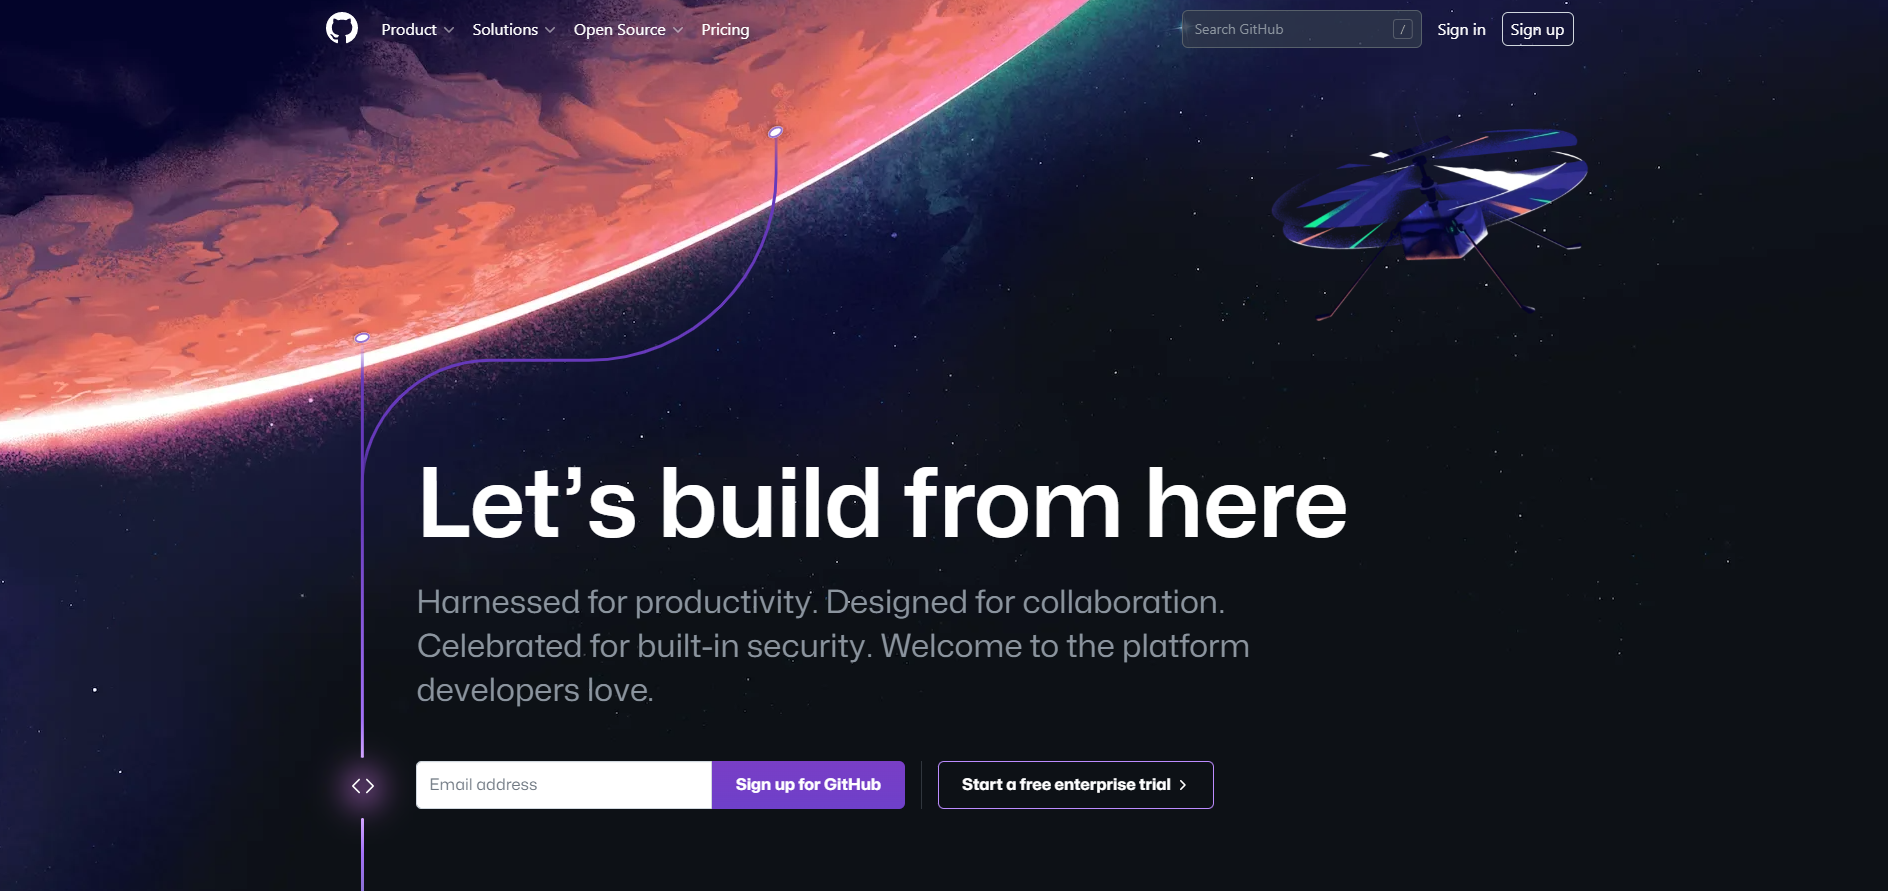 Product
Solutions
Open Source
Pricing
Search GitHub
/
Sign in
Sign up
Let’s build from here
Harnessed for productivity. Designed for collaboration.
Celebrated for built-in security. Welcome to the platform
developers love.
Email address
Sign up for GitHub
Start a free enterprise trial